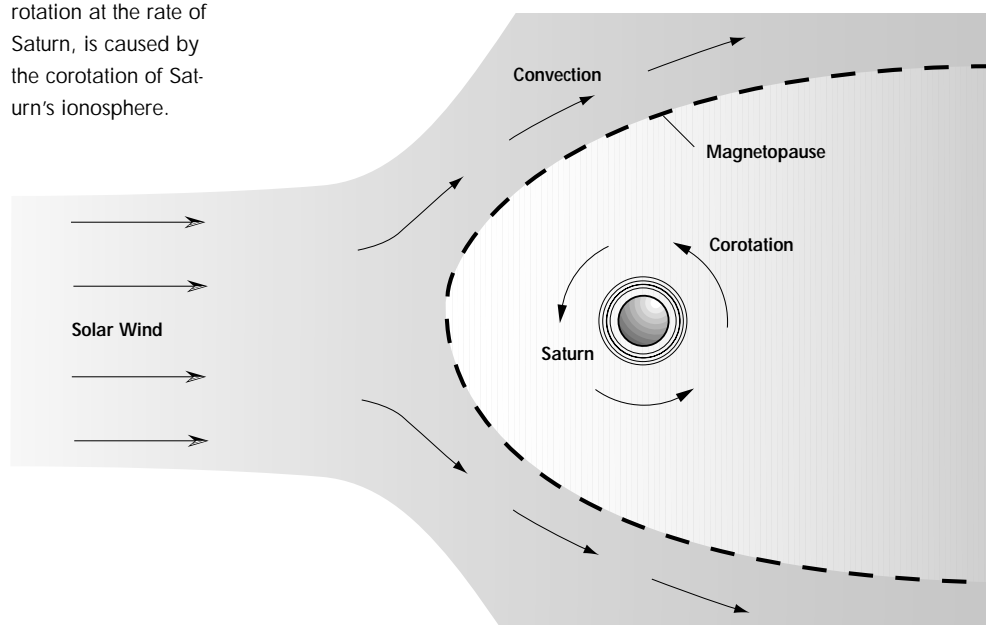 rotation at the rate of
Saturn, is caused by
the corotation of Sat-
urn’s ionosphere.
Convection
Magnetopause
Corotation
Solar Wind
Saturn